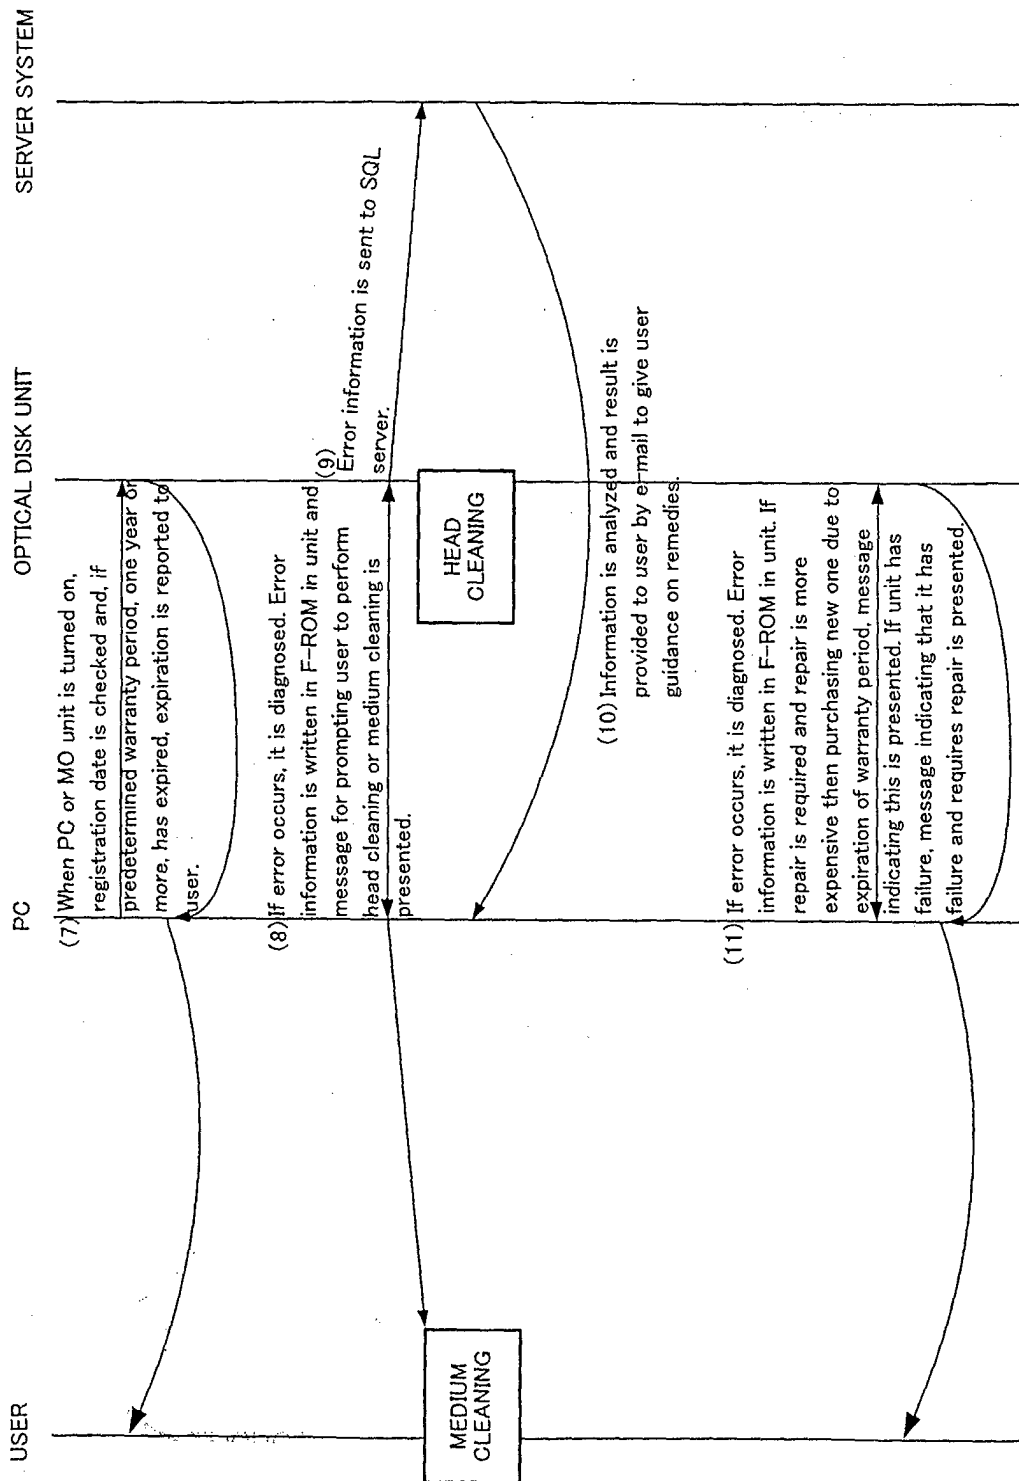 USER
PC
OPTICAL DISK UNIT
SERVER SYSTEM
(7) When PC or MO unit is turned on,
registration date is checked and, if
predetermined warranty period, one year or
more, has expired, expiration is reported to
user.
(8) If error occurs, it is diagnosed. Error
information is written in F-ROM in unit and
message for prompting user to perform
head cleaning or medium cleaning is
presented.
(9)
Error information is sent to SQL
server.
HEAD
CLEANING
MEDIUM
CLEANING
(10) Information is analyzed and result is
provided to user by e-mail to give user
guidance on remedies.
(11) If error occurs, it is diagnosed. Error
information is written in F-ROM in unit. If
repair is required and repair is more
expensive then purchasing new one due to
expiration of warranty period, message
indicating this is presented. If unit has
failure, message indicating that it has
failure and requires repair is presented.